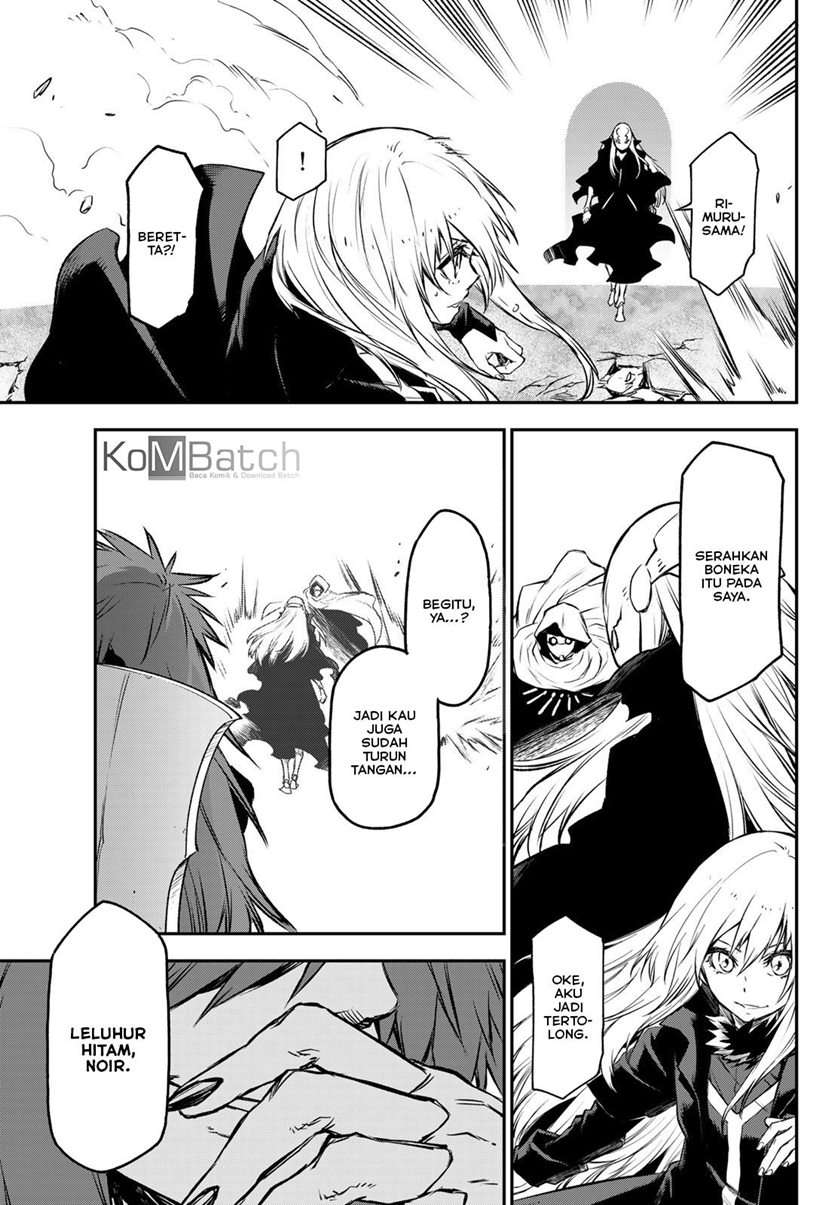 RI-
MURU-
SAMA!
!
BERET-
TA?!
SERAHKAN
BONEKA
ITU PADA
SAYA.
OKE,
AKU
JADI
TERTO-
LONG.
KoMBatch
Baca Komik & Download Batch
BEGITU,
YA...?
JADI KAU
JUGA
SUDAH
TURUN
TANGAN...
LELUHUR
HITAM,
NOIR.